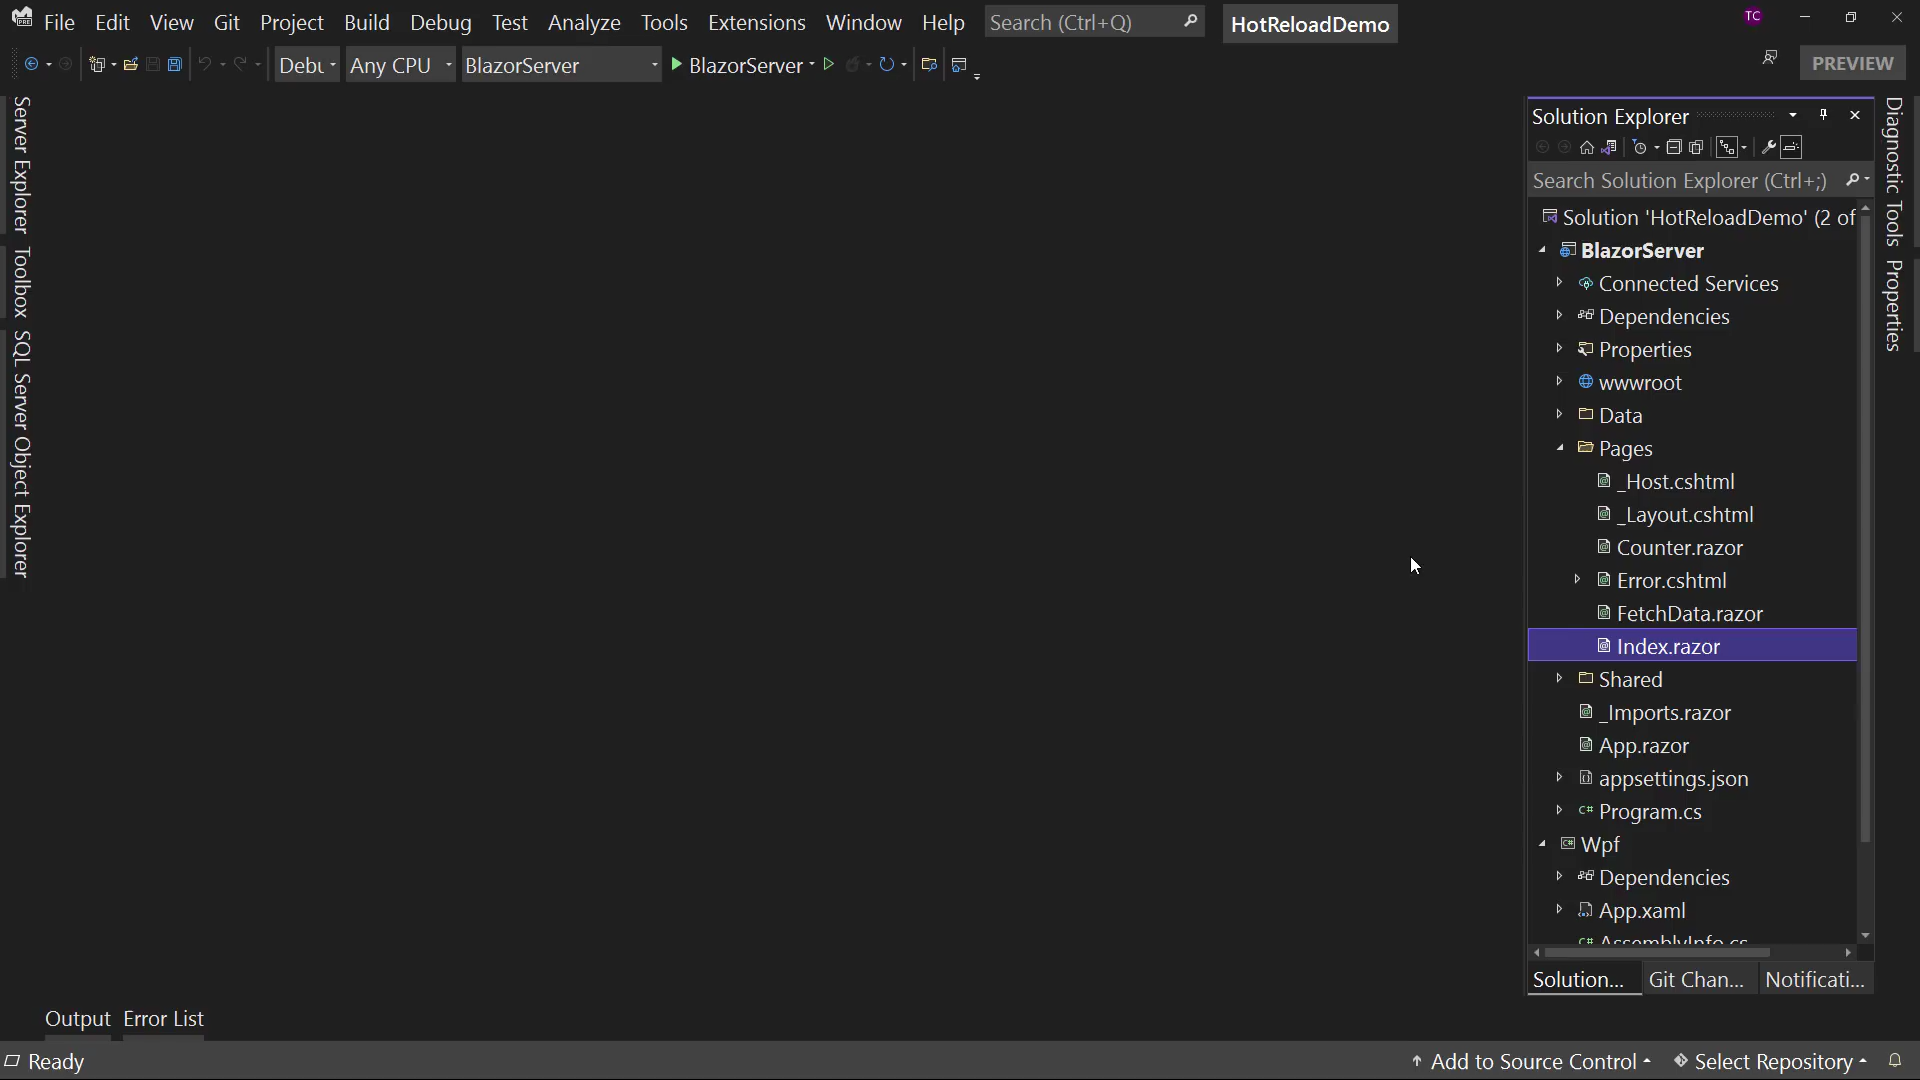 File Edit View Git Project Build Debug Test Analyze Tools Extensions Window Help Search (Ctrl+Q) HotReloadDemo TC
Debu Any CPU BlazorServer BlazorServer PREVIEW
Server Explorer
Toolbox
SQL Server Object Explorer
Solution Explorer
Search Solution Explorer (Ctrl+;)
Solution 'HotReloadDemo' (2 of
BlazorServer
Connected Services
Dependencies
Properties
wwwroot
Data
Pages
_Host.cshtml
_Layout.cshtml
Counter.razor
Error.cshtml
FetchData.razor
Index.razor
Shared
_Imports.razor
App.razor
appsettings.json
C# Program.cs
C# Wpf
Dependencies
App.xaml
C# AssemblyInfo.cs
Solution... Git Chan... Notificati...
Diagnostic Tools
Properties
Output Error List
Ready Add to Source Control Select Repository